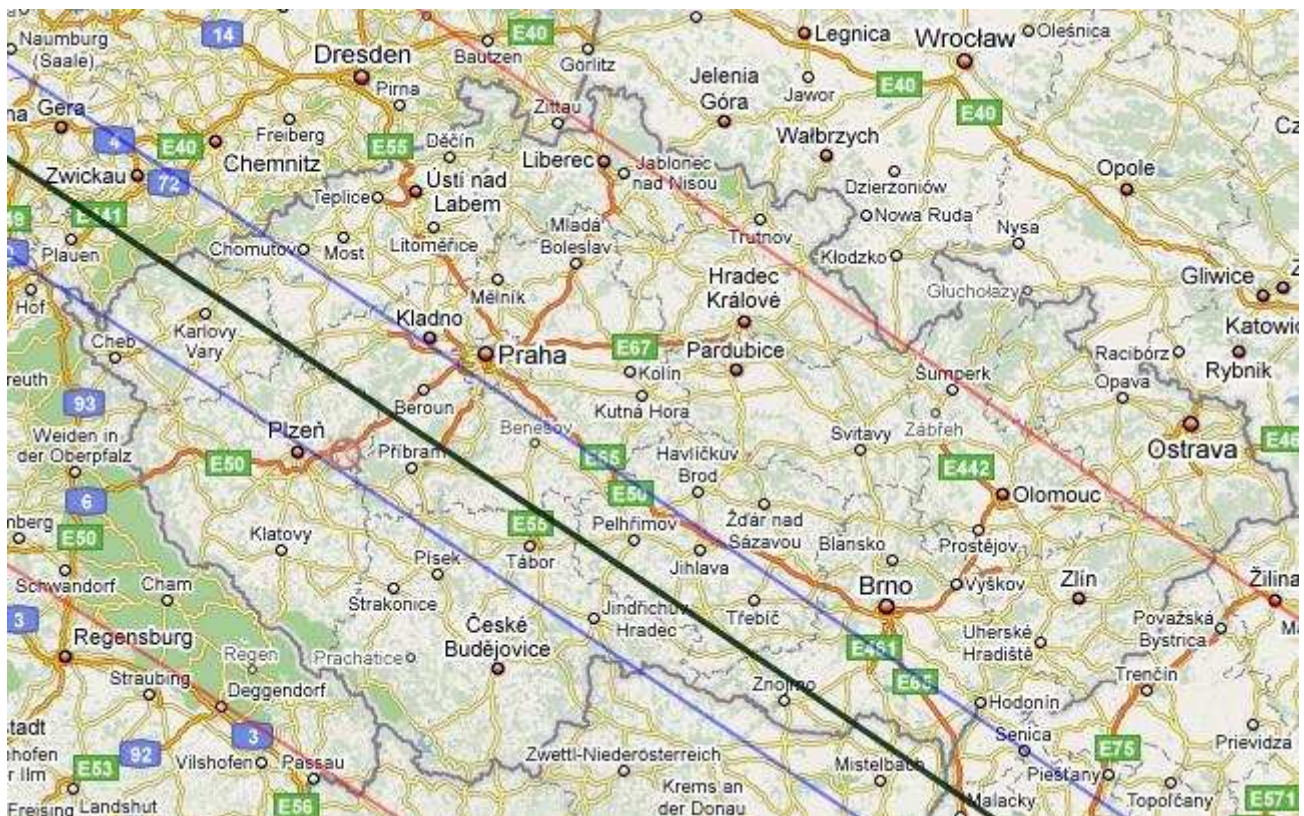 Naumburg
(Saale)
14
E40
Bautzen
Görlitz
Legnica
Wrocław
Oleśnica
Dresden
Pirna
E40
Jelenia
Góra
Jawor
E40
Gera
4
E40
Freiberg
Chemnitz
E55
Děčín
Zittau
Wałbrzych
Zwickau
72
Teplice
Ústí nad
Labem
Liberec
Jablonec
nad Nisou
Dzierżoniów
Opole
Plauen
Chomutov
Most
Litoměřice
Mladá
Boleslav
Trutnov
Nowa Ruda
Kłodzko
Nysa
Hof
Mělník
Hradec
Králové
Głuchołazy
Gliwice
Cheb
Karlovy
Vary
Kladno
Praha
E67
Pardubice
Katowic
Racibórz
Rybnik
reuth
93
Beroun
Kolín
Kutná Hora
Šumperk
Opava
Weiden in
der Oberpfalz
Plzeň
E50
Příbram
Benešov
E65
Havlíčkuv
Brod
Svitavy
Zábřeh
E442
Ostrava
E46
6
E50
E50
Olomouc
Klatovy
Pelhřimov
Žďár nad
Sázavou
Blansko
Prostějov
Schwandorf
Cham
Písek
E55
Tábor
Jihlava
Brno
Vyškov
Zlín
Žilina
3
Strakonice
Jindřichuv
Hradec
Třebíč
Považská
Bystrica
Regensburg
Regen
Prachatice
České
Budějovice
E461
Uherské
Hradiště
Straubing
Deggendorf
Znojmo
E65
Hodonín
Trenčín
3
92
Vilshofen
Passau
Zwettl-Niederösterreich
Mistelbach
Senica
E75
Prievidza
E53
Landshut
Freising
E56
Krems an
der Donau
Malacky
Piešťany
Topoľčany
E571